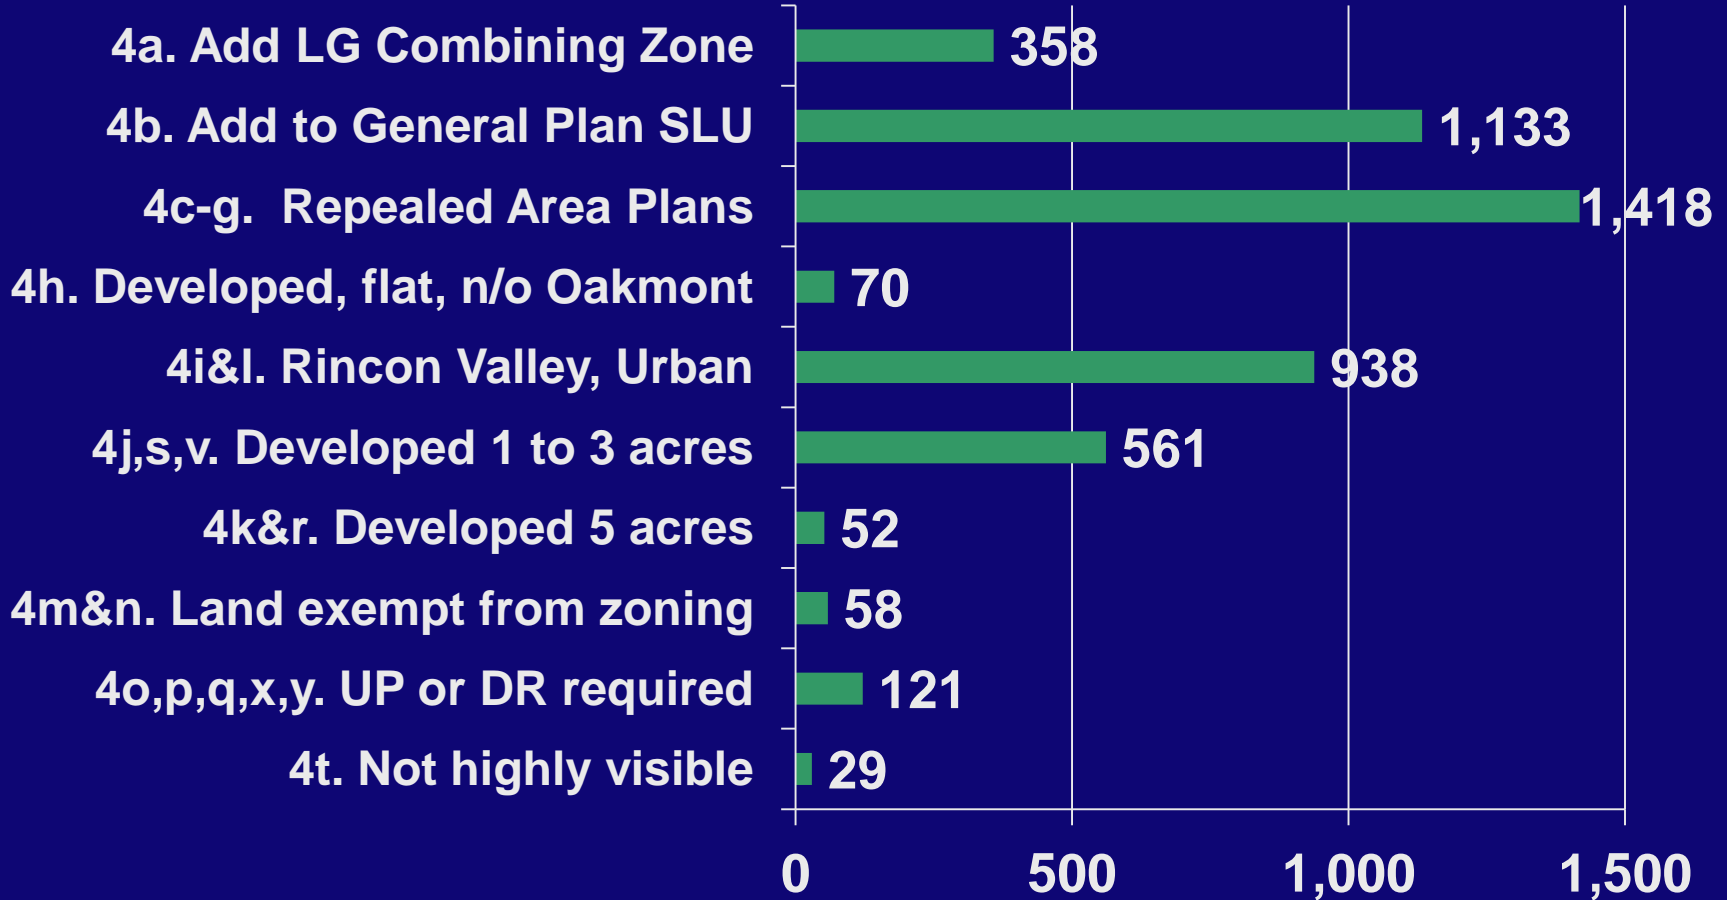 4a. Add LG Combining Zone 358
4b. Add to General Plan SLU 1,133
4c-g.  Repealed Area Plans 1,418
4h. Developed, flat, n/o Oakmont 70
4i&l. Rincon Valley, Urban 938
4j,s,v. Developed 1 to 3 acres 561
4k&r. Developed 5 acres 52
4m&n. Land exempt from zoning 58
4o,p,q,x,y. UP or DR required 121
4t. Not highly visible 29
0 500 1,000 1,500